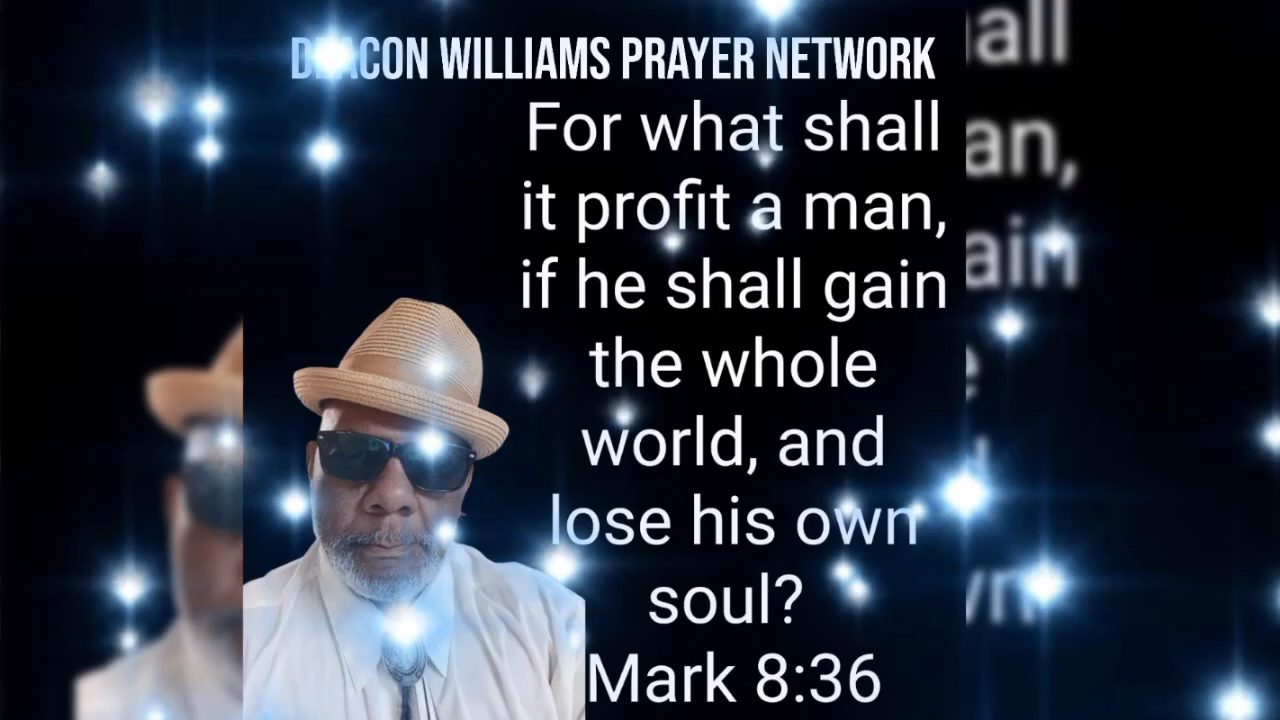 DEACON WILLIAMS PRAYER NETWORK
For what shall
it profit a man,
if he shall gain
the whole
world, and
lose his own
soul?
Mark 8:36